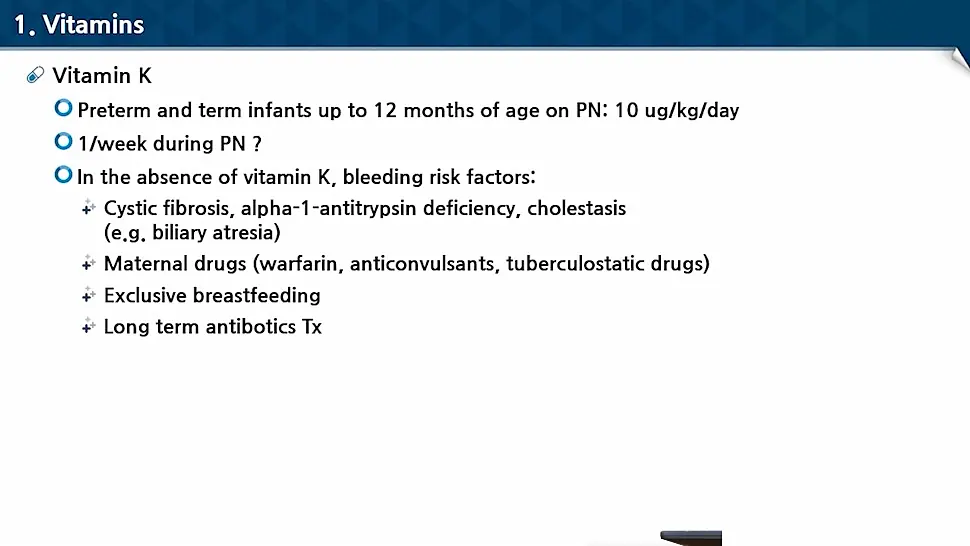 1. Vitamins
Vitamin K
Preterm and term infants up to 12 months of age on PN: 10 ug/kg/day
1/week during PN ?
In the absence of vitamin K, bleeding risk factors:
Cystic fibrosis, alpha-1-antitrypsin deficiency, cholestasis
(e.g. biliary atresia)
Maternal drugs (warfarin, anticonvulsants, tuberculostatic drugs)
Exclusive breastfeeding
Long term antibotics Tx